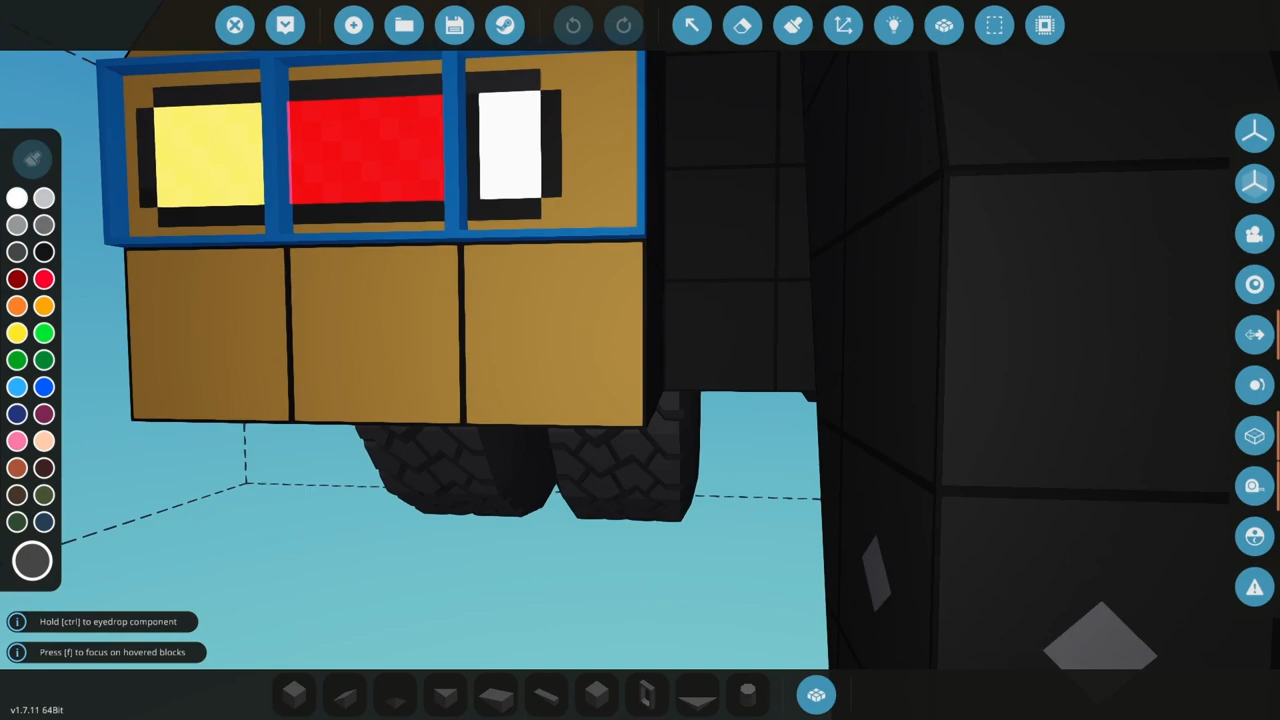 Hold [ctrl] to eyedrop component
Press [f] to focus on hovered blocks
v1.7.11 64Bit